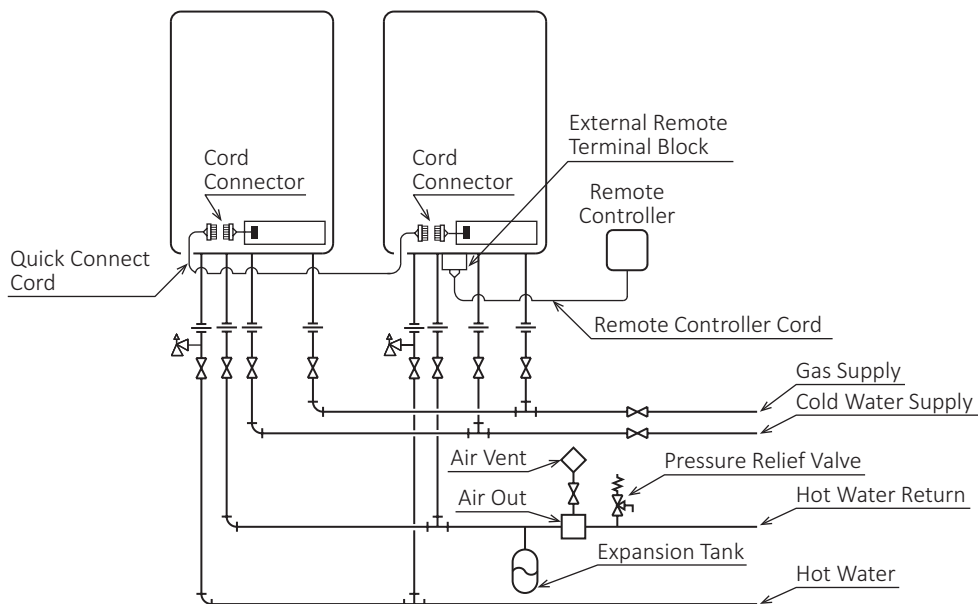 External Remote
Terminal Block
Cord
Connector
Cord
Connector
Remote
Controller
Quick Connect
Cord
Remote Controller Cord
Gas Supply
Cold Water Supply
Air Vent
Pressure Relief Valve
Air Out
Hot Water Return
Expansion Tank
Hot Water